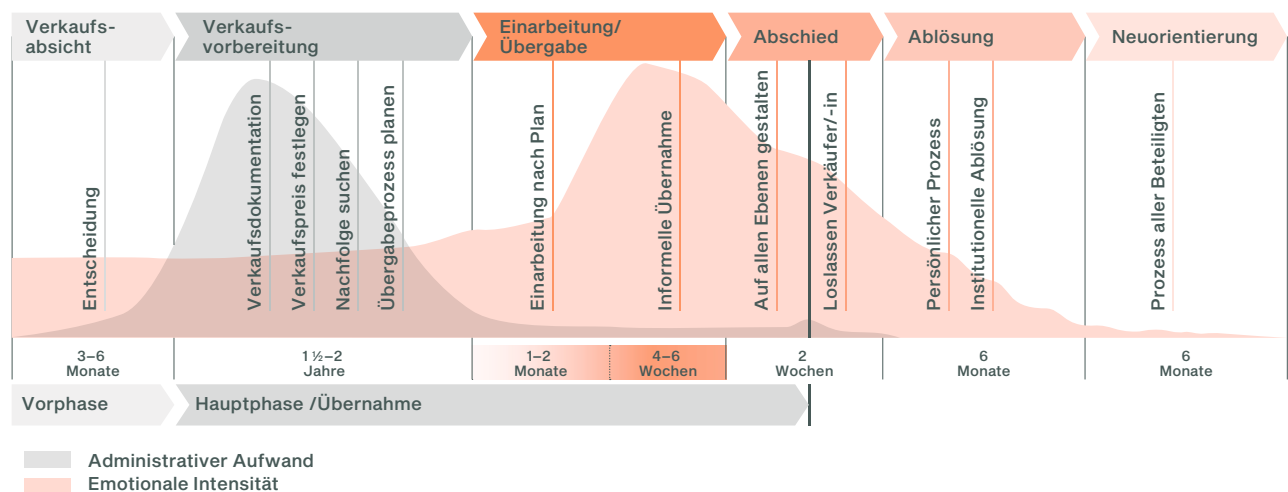 Verkaufs-
absicht
Verkaufs-
vorbereitung
Einarbeitung/
Übergabe
Abschied
Ablösung
Neuorientierung
Entscheidung
Verkaufsdokumentation
Verkaufspreis festlegen
Nachfolge suchen
Übergabeprozess planen
Einarbeitung nach Plan
Informelle Übernahme
Auf allen Ebenen gestalten
Loslassen Verkäufer/-in
Persönlicher Prozess
Institutionelle Ablösung
Prozess aller Beteiligten
3–6
Monate
1 ½–2
Jahre
1–2
Monate
4–6
Wochen
2
Wochen
6
Monate
6
Monate
Vorphase
Hauptphase /Übernahme
Administrativer Aufwand
Emotionale Intensität